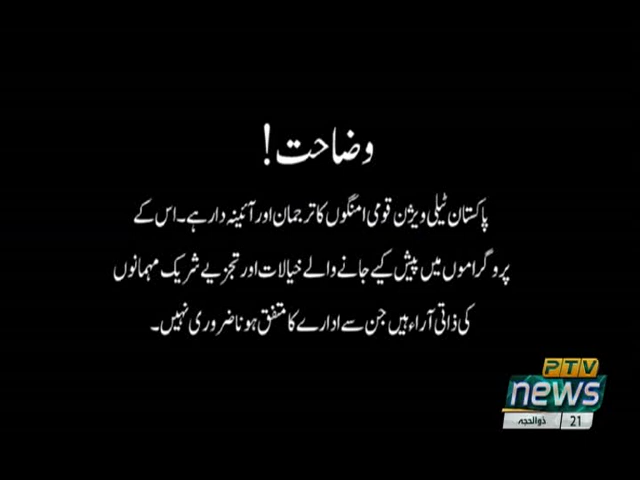 وضاحت!
پاکستان ٹیلی ویژن قومی امنگوں کا ترجمان اور آئینہ دار ہے۔ اس کے
پروگراموں میں پیش کیے جانے والے خیالات اور تجزیے شریک مہمانوں
کی ذاتی آراء ہیں جن سے ادارے کا متفق ہونا ضروری نہیں۔
PTV
news
21 ذوالحجہ